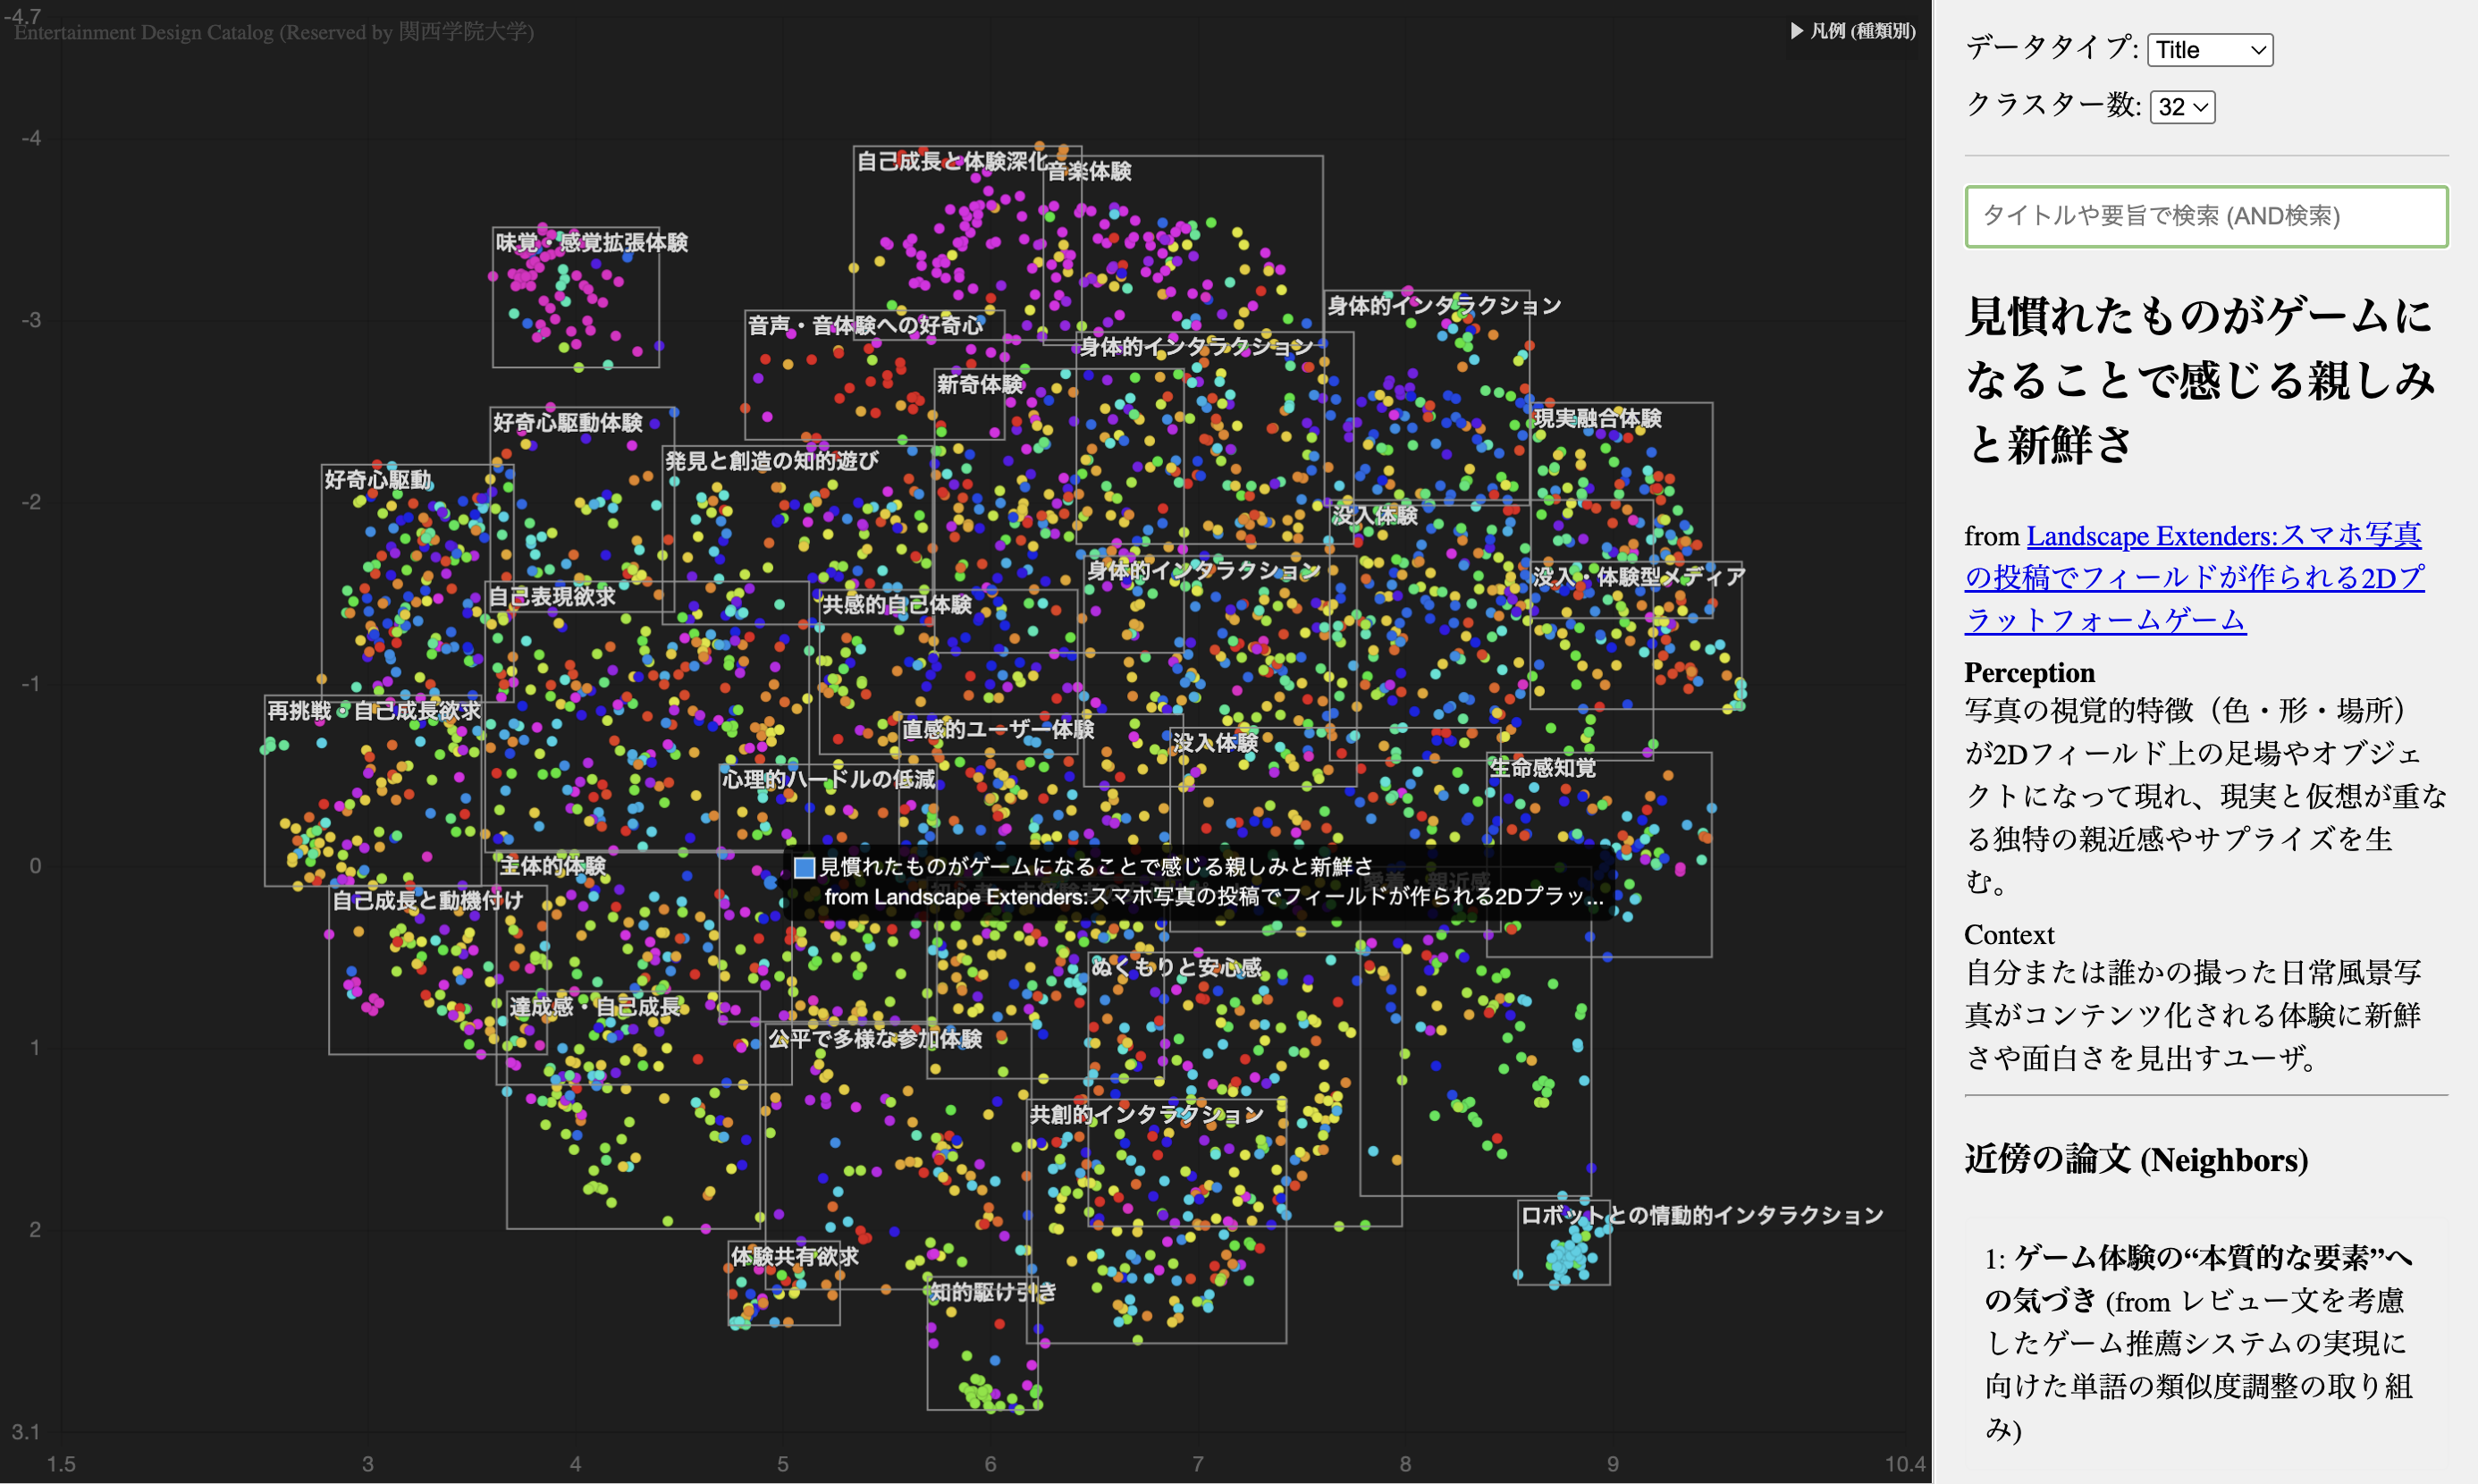 -4.7
Entertainment Design Catalog (Reserved by 関西学院大学)
▶ 凡例 (種類別)
-4
-3
-2
-1
0
1
2
3.1
1.5
3
4
5
6
7
8
9
10.4
自己成長と体験深化
音楽体験
味覚・感覚拡張体験
身体的インタラクション
音声・音体験への好奇心
身体的インタラクション
新奇体験
好奇心駆動体験
現実融合体験
発見と創造の知的遊び
好奇心駆動
没入体験
身体的インタラクション
没入・体験型メディア
自己表現欲求
共感的自己体験
再挑戦・自己成長欲求
直感的ユーザー体験
没入体験
生命感知覚
心理的ハードルの低減
主体的体験
見慣れたものがゲームになることで感じる親しみと新鮮さ
from Landscape Extenders:スマホ写真の投稿でフィールドが作られる2Dプラッ...
愛着・親近感
自己成長と動機付け
ぬくもりと安心感
達成感・自己成長
公平で多様な参加体験
共創的インタラクション
ロボットとの情動的インタラクション
体験共有欲求
知的駆け引き
データタイプ: Title
クラスター数: 32
タイトルや要旨で検索 (AND検索)
見慣れたものがゲームに
なることで感じる親しみ
と新鮮さ
from Landscape Extenders:スマホ写真
の投稿でフィールドが作られる2Dプ
ラットフォームゲーム
Perception
写真の視覚的特徴（色・形・場所）
が2Dフィールド上の足場やオブジェ
クトになって現れ、現実と仮想が重な
る独特の親近感やサプライズを生
む。
Context
自分または誰かの撮った日常風景写
真がコンテンツ化される体験に新鮮
さや面白さを見出すユーザ。
近傍の論文 (Neighbors)
1: ゲーム体験の“本質的な要素”へ
の気づき (from レビュー文を考慮
したゲーム推薦システムの実現に
向けた単語の類似度調整の取り組
み)